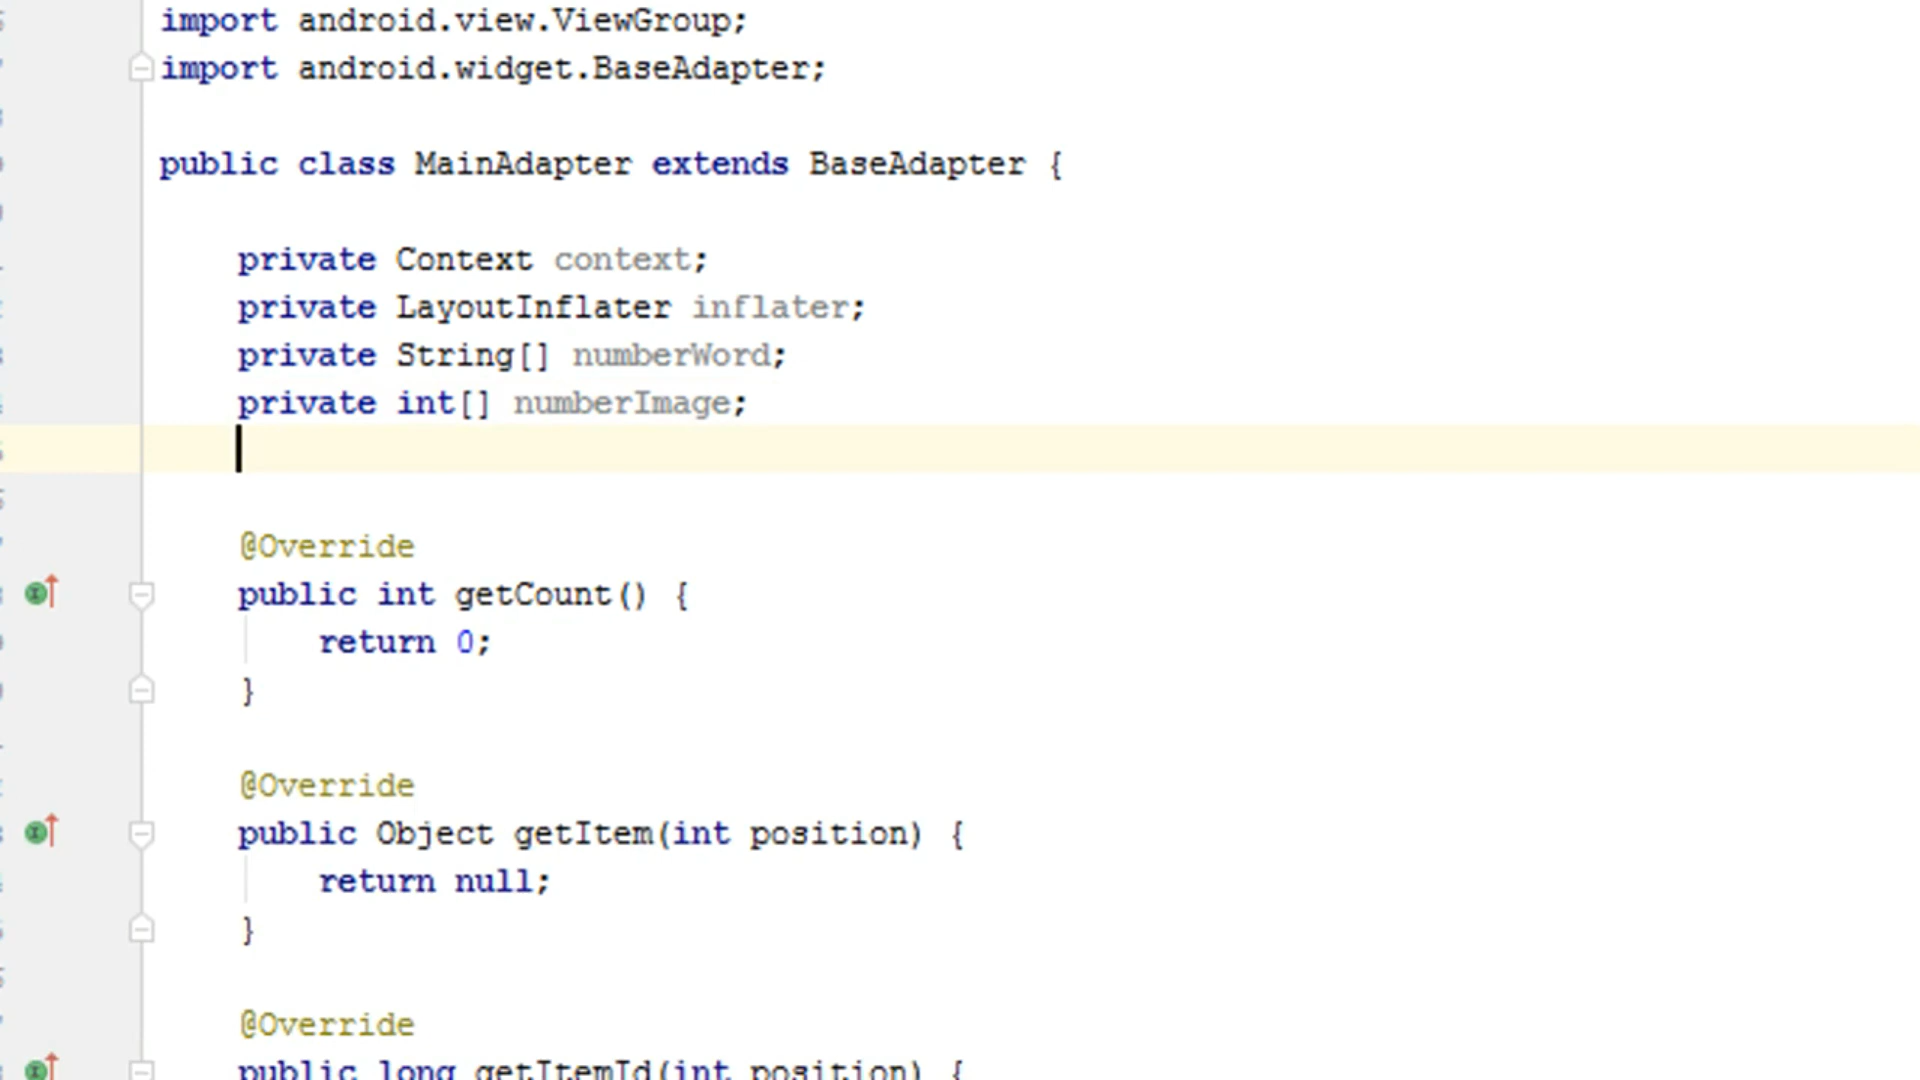 import android.view.ViewGroup;
import android.widget.BaseAdapter;
public class MainAdapter extends BaseAdapter {
private Context context;
private LayoutInflater inflater;
private String[] numberWord;
private int[] numberImage;
@Override
public int getCount() {
return 0;
}
@Override
public Object getItem(int position) {
return null;
}
@Override
public long getItemId(int position) {